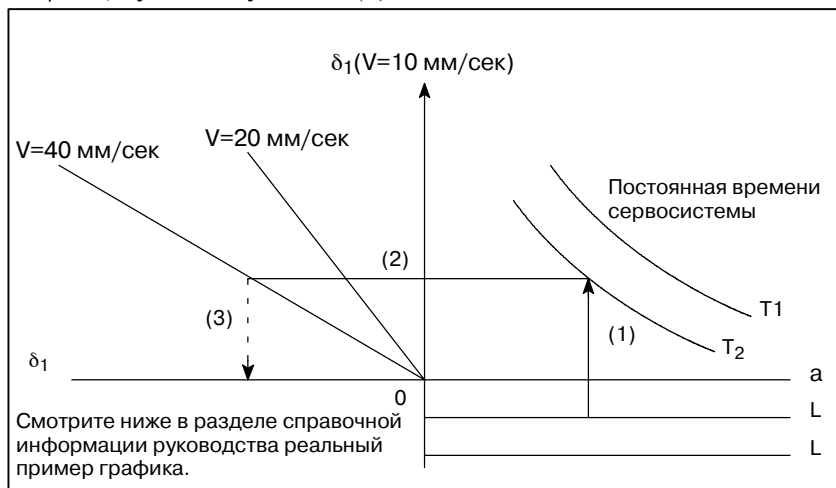 δ1(V=10 мм/сек)
V=20 мм/сек
V=40 мм/сек
Постоянная времени
сервосистемы
(2)
(3)
(1)
T1
T2
δ1
a
0
L
L
Смотрите ниже в разделе справочной
информации руководства реальный
пример графика.